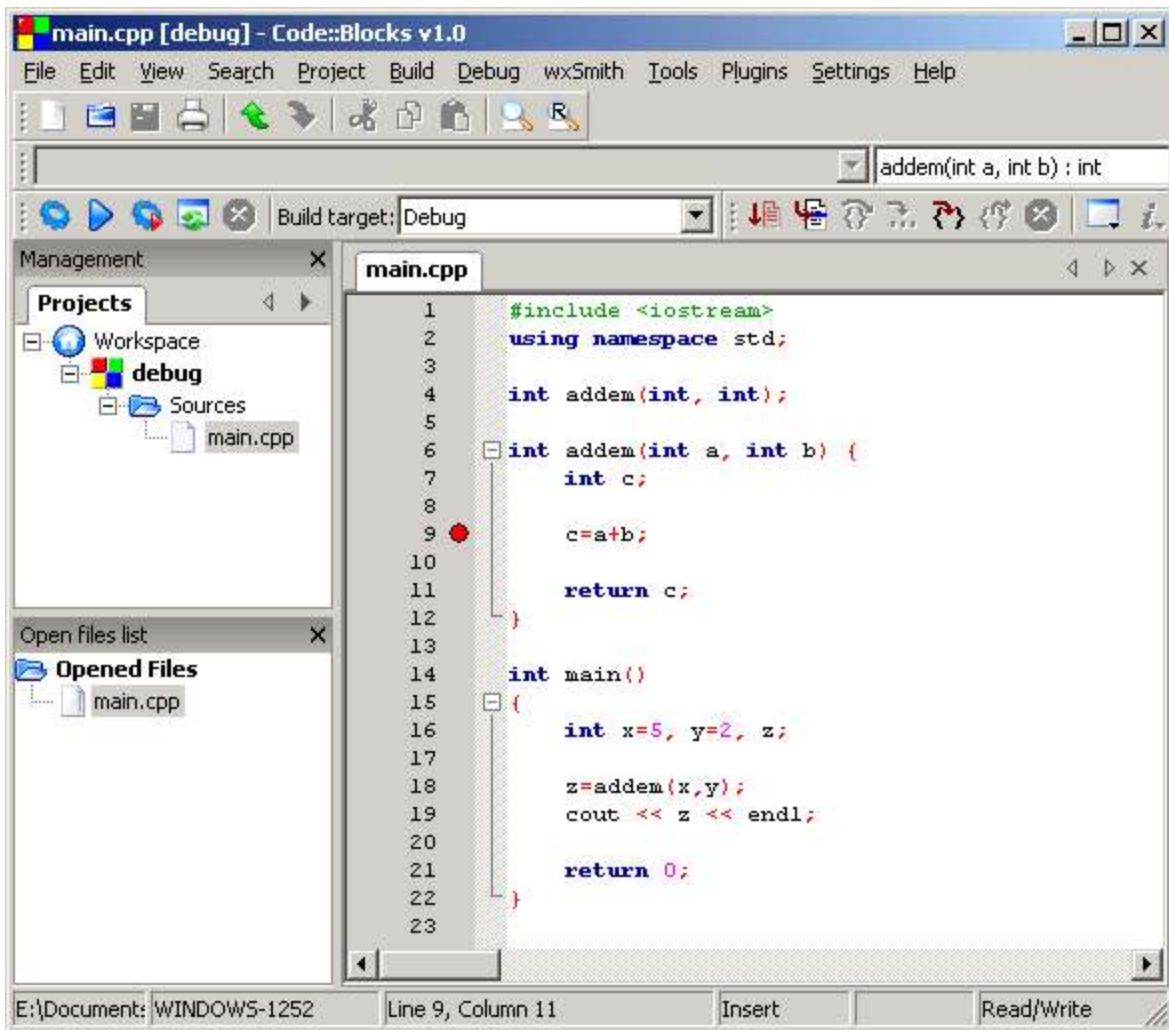 main.cpp [debug] - Code::Blocks v1.0
File Edit View Search Project Build Debug wxSmith Tools Plugins Settings Help
addem(int a, int b) : int
Build target: Debug
Management
Projects
Workspace
debug
Sources
main.cpp
Open files list
Opened Files
main.cpp
main.cpp
1 #include <iostream>
2 using namespace std;
3
4 int addem(int, int);
5
6 int addem(int a, int b) {
7 int c;
8
9 c=a+b;
10
11 return c;
12 }
13
14 int main()
15 {
16 int x=5, y=2, z;
17
18 z=addem(x,y);
19 cout << z << endl;
20
21 return 0;
22 }
23
E:\Documents WINDOWS-1252 Line 9, Column 11 Insert Read/Write